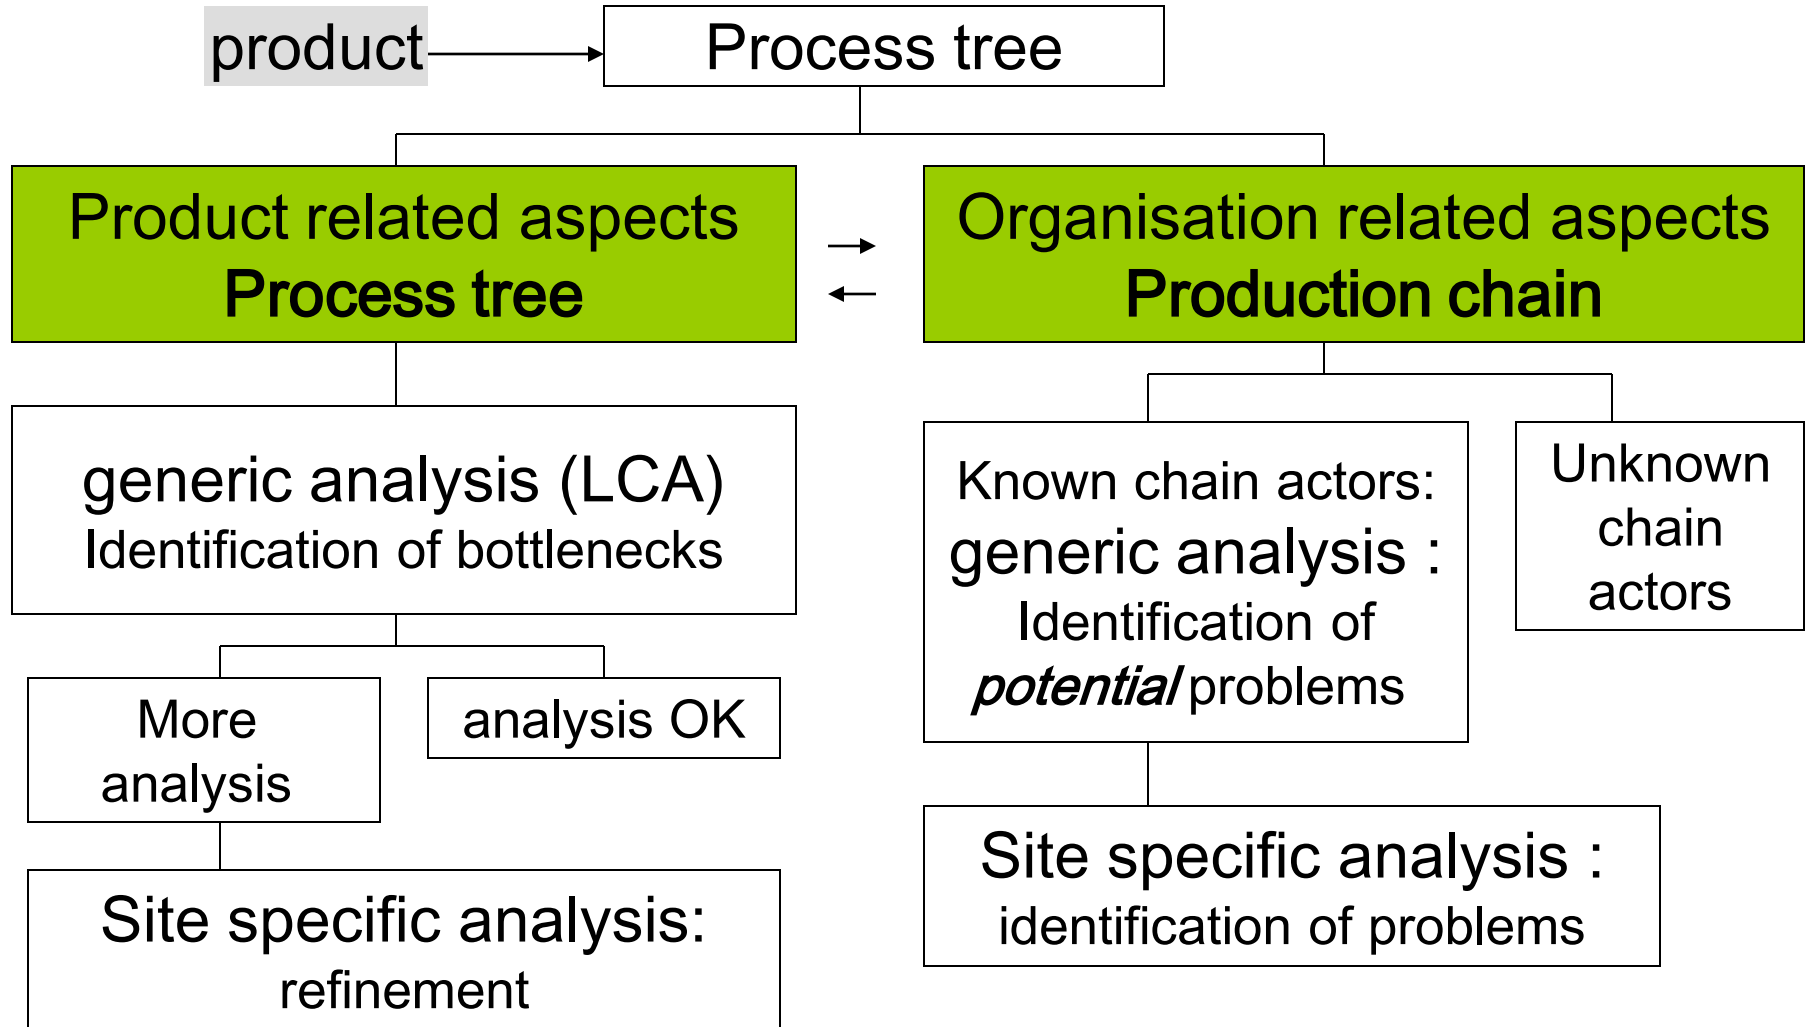 product
Process tree
Product related aspects
Process tree
Organisation related aspects
Production chain
generic analysis (LCA)
Identification of bottlenecks
Known chain actors:
generic analysis :
Identification of
potential problems
Unknown
chain
actors
More
analysis
analysis OK
Site specific analysis:
refinement
Site specific analysis :
identification of problems